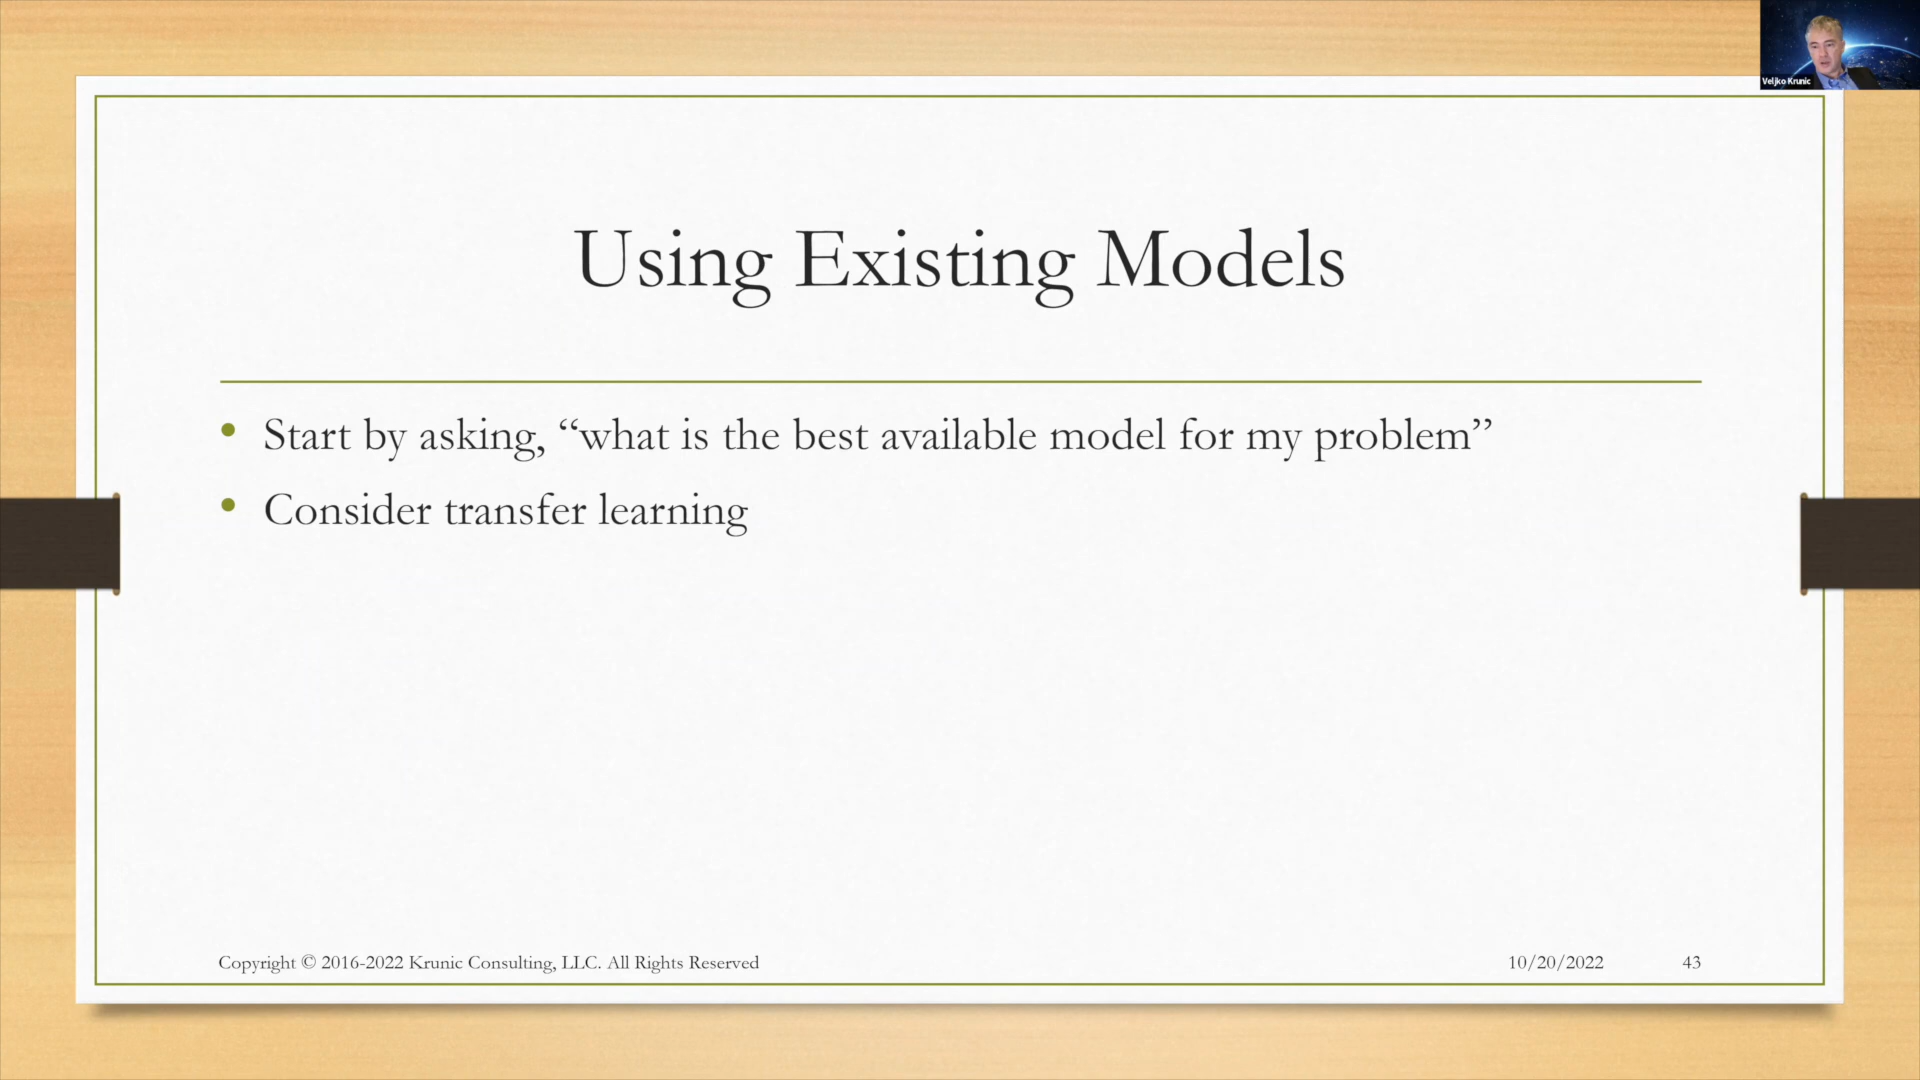 Veljko Krunic
Using Existing Models
• Start by asking, “what is the best available model for my problem”
• Consider transfer learning
Copyright © 2016-2022 Krunic Consulting, LLC. All Rights Reserved
10/20/2022
43